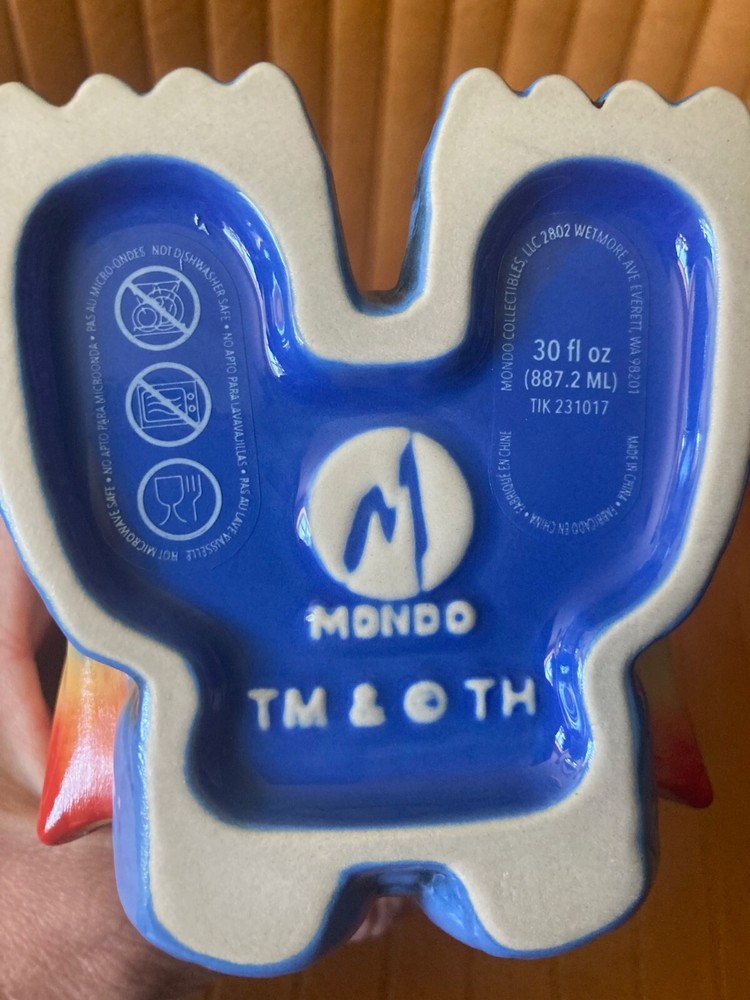 NOT DISHWASHER SAFE • NO APTO PARA LAVAVAJILLAS • PAS AU LAVE-VAISSELLE
NOT MICROWAVE SAFE • NO APTO PARA MICROONDA • PAS AU MICRO-ONDES
MONDO COLLECTIBLES, LLC 2802 WETMORE AVE EVERETT, WA 98201
30 fl oz
(887.2 ML)
TIK 231017
MADE IN CHINA • FABRICADO EN CHINA • FABRIQUÉ EN CHINE
MONDO
TM & © TH